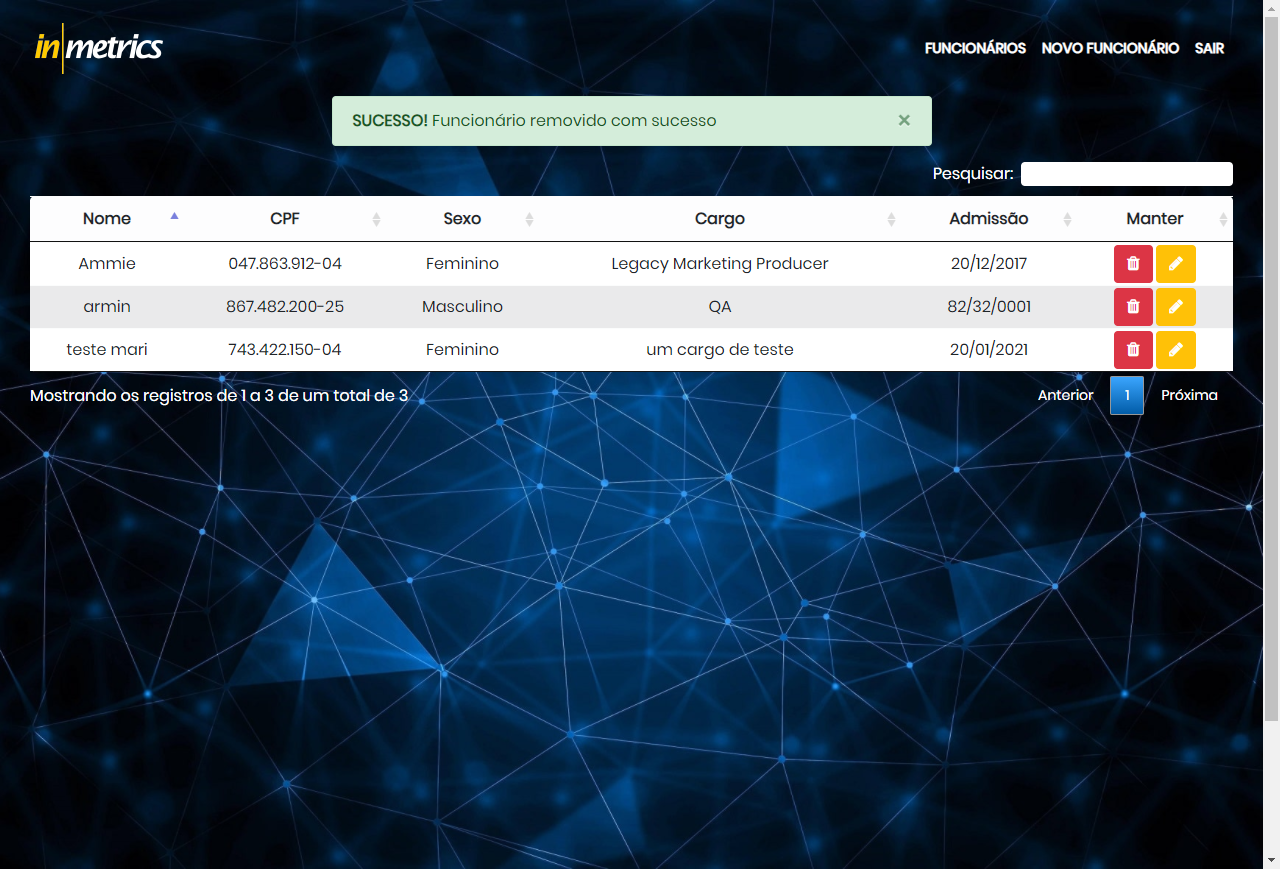 in metrics
FUNCIONÁRIOS NOVO FUNCIONÁRIO SAIR
SUCESSO! Funcionário removido com sucesso ×
Pesquisar:
Nome CPF Sexo Cargo Admissão Manter
Ammie 047.863.912-04 Feminino Legacy Marketing Producer 20/12/2017
armin 867.482.200-25 Masculino QA 82/32/0001
teste mari 743.422.150-04 Feminino um cargo de teste 20/01/2021
Mostrando os registros de 1 a 3 de um total de 3 Anterior 1 Próxima